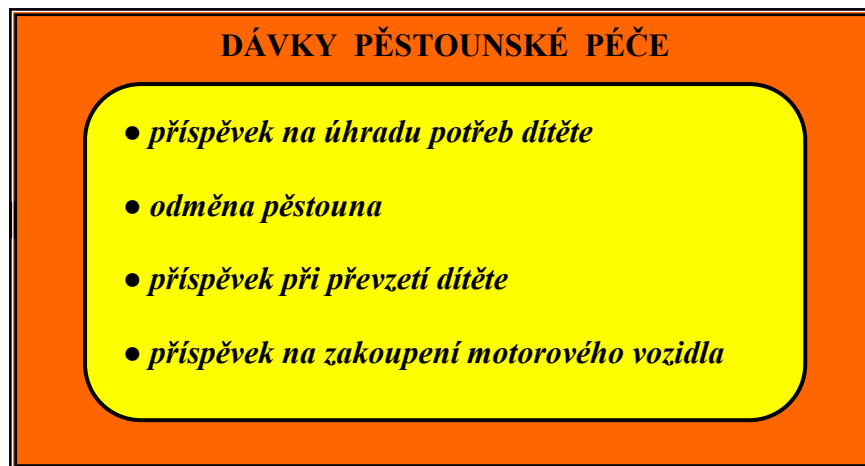 DÁVKY PĚSTOUNSKÉ PÉČE
● příspěvek na úhradu potřeb dítěte
● odměna pěstouna
● příspěvek při převzetí dítěte
● příspěvek na zakoupení motorového vozidla